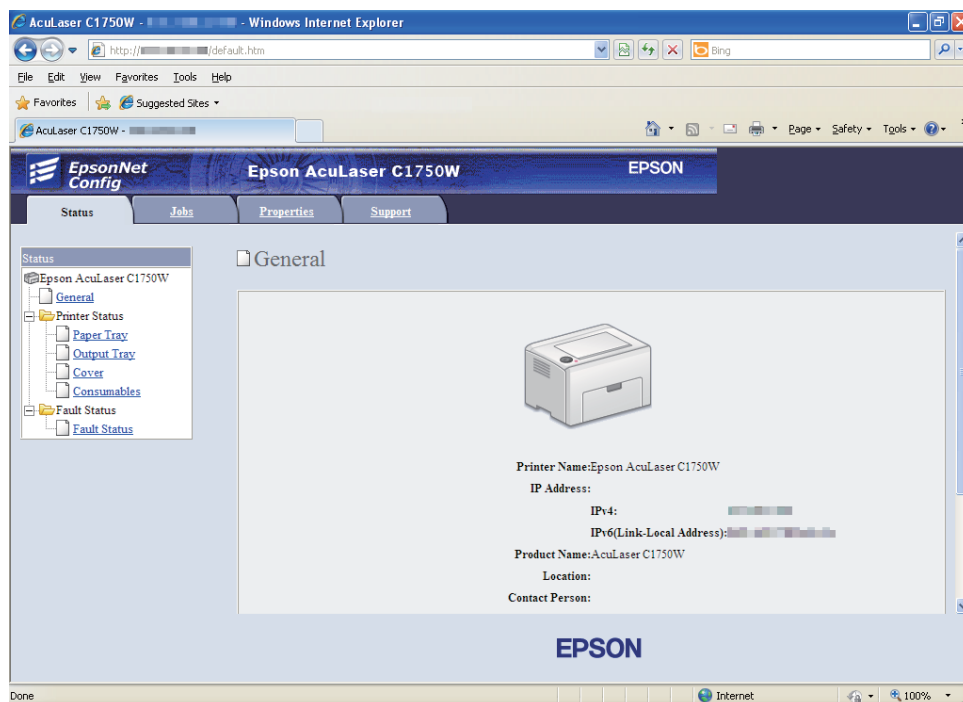 AcuLaser C1750W - - Windows Internet Explorer
http:// /default.htm
Bing
File Edit View Favorites Tools Help
Favorites Suggested Sites
AcuLaser C1750W -
Page Safety Tools
EpsonNet
Config
Epson AcuLaser C1750W
EPSON
Status Jobs Properties Support
Status
Epson AcuLaser C1750W
General
Printer Status
Paper Tray
Output Tray
Cover
Consumables
Fault Status
Fault Status
General
Printer Name:Epson AcuLaser C1750W
IP Address:
IPv4:
IPv6(Link-Local Address):
Product Name:AcuLaser C1750W
Location:
Contact Person:
EPSON
Done
Internet
100%